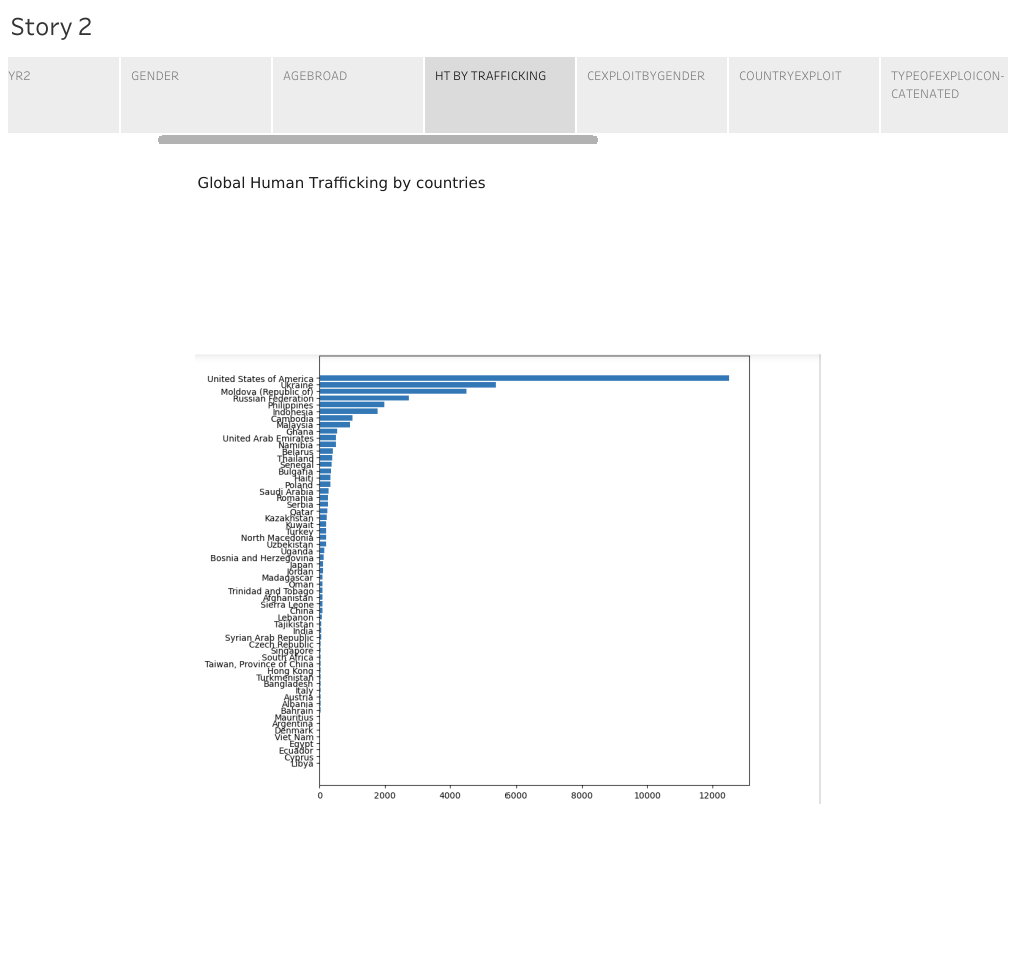 Story 2
YR2
GENDER
AGEBROAD
HT BY TRAFFICKING
CEXPLOITBYGENDER
COUNTRYEXPLOIT
TYPEOFEXPLOICON-
CATENATED
Global Human Trafficking by countries
United States of America
Ukraine
Moldova (Republic of)
Russian Federation
Philippines
Indonesia
Cambodia
Malaysia
Ghana
United Arab Emirates
Namibia
Belarus
Thailand
Senegal
Bulgaria
Haiti
Poland
Saudi Arabia
Romania
Serbia
Qatar
Kazakhstan
Kuwait
Turkey
North Macedonia
Uzbekistan
Uganda
Bosnia and Herzegovina
Japan
Jordan
Madagascar
Oman
Trinidad and Tobago
Afghanistan
Sierra Leone
China
Lebanon
Tajikistan
India
Syrian Arab Republic
Czech Republic
Singapore
South Africa
Taiwan, Province of China
Hong Kong
Turkmenistan
Bangladesh
Italy
Austria
Albania
Bahrain
Mauritius
Argentina
Denmark
Viet Nam
Egypt
Ecuador
Cyprus
Libya
0 2000 4000 6000 8000 10000 12000